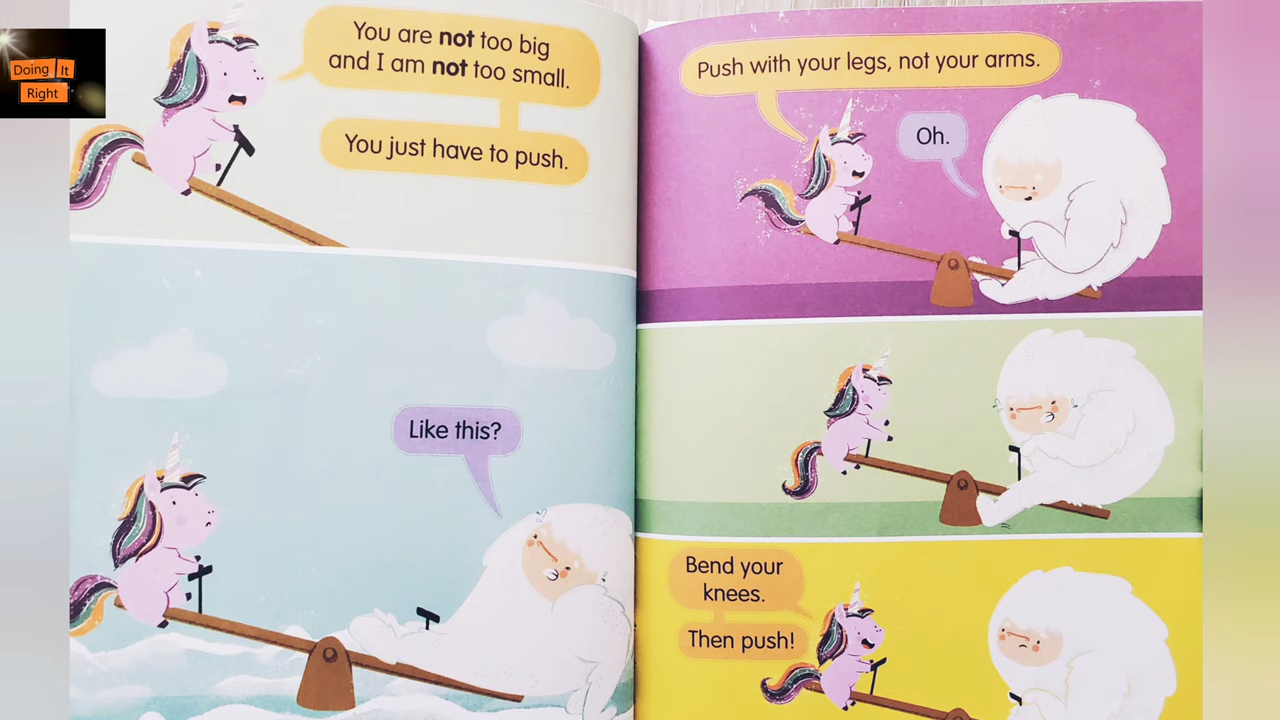 Doing It
Right
You are not too big
and I am not too small.
You just have to push.
Like this?
Push with your legs, not your arms.
Oh.
Bend your
knees.
Then push!